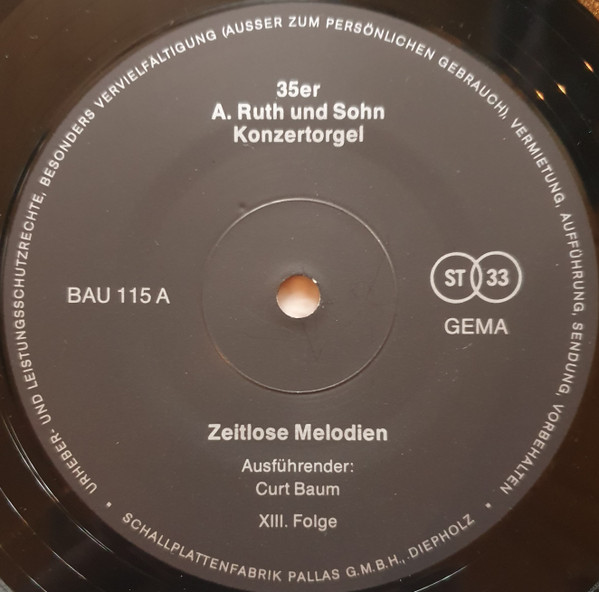 35er
A. Ruth und Sohn
Konzertorgel
BAU 115 A
ST 33
GEMA
Zeitlose Melodien
Ausführender:
Curt Baum
XIII. Folge
URHEBER- UND LEISTUNGSSCHUTZRECHTE, BESONDERS VERVIELFÄLTIGUNG (AUSSER ZUM PERSÖNLICHEN GEBRAUCH), VERMIETUNG, AUFFÜHRUNG, SENDUNG, VORBEHALTEN
* SCHALLPLATTENFABRIK PALLAS G.M.B.H., DIEPHOLZ *